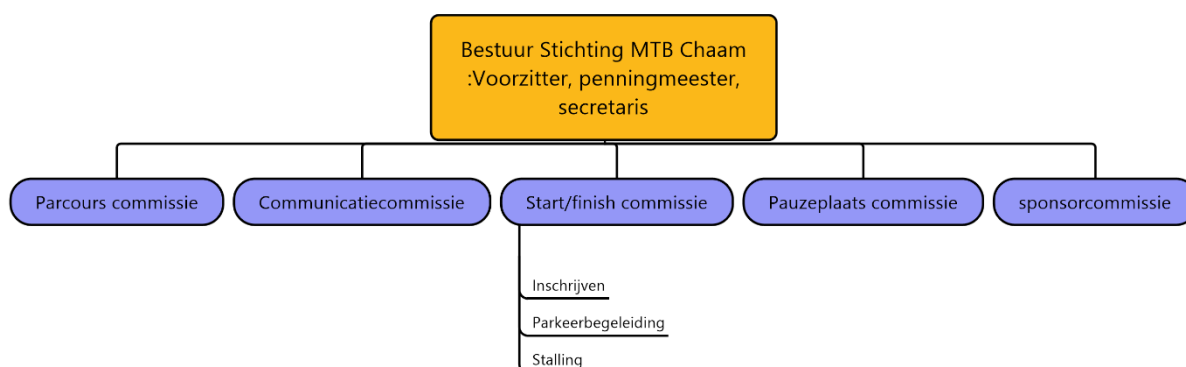 Bestuur Stichting MTB Chaam
:Voorzitter, penningmeester,
secretaris
Parcours commissie
Communicatiecommissie
Start/finish commissie
Pauzeplaats commissie
sponsorcommissie
Inschrijven
Parkeerbegeleiding
Stalling